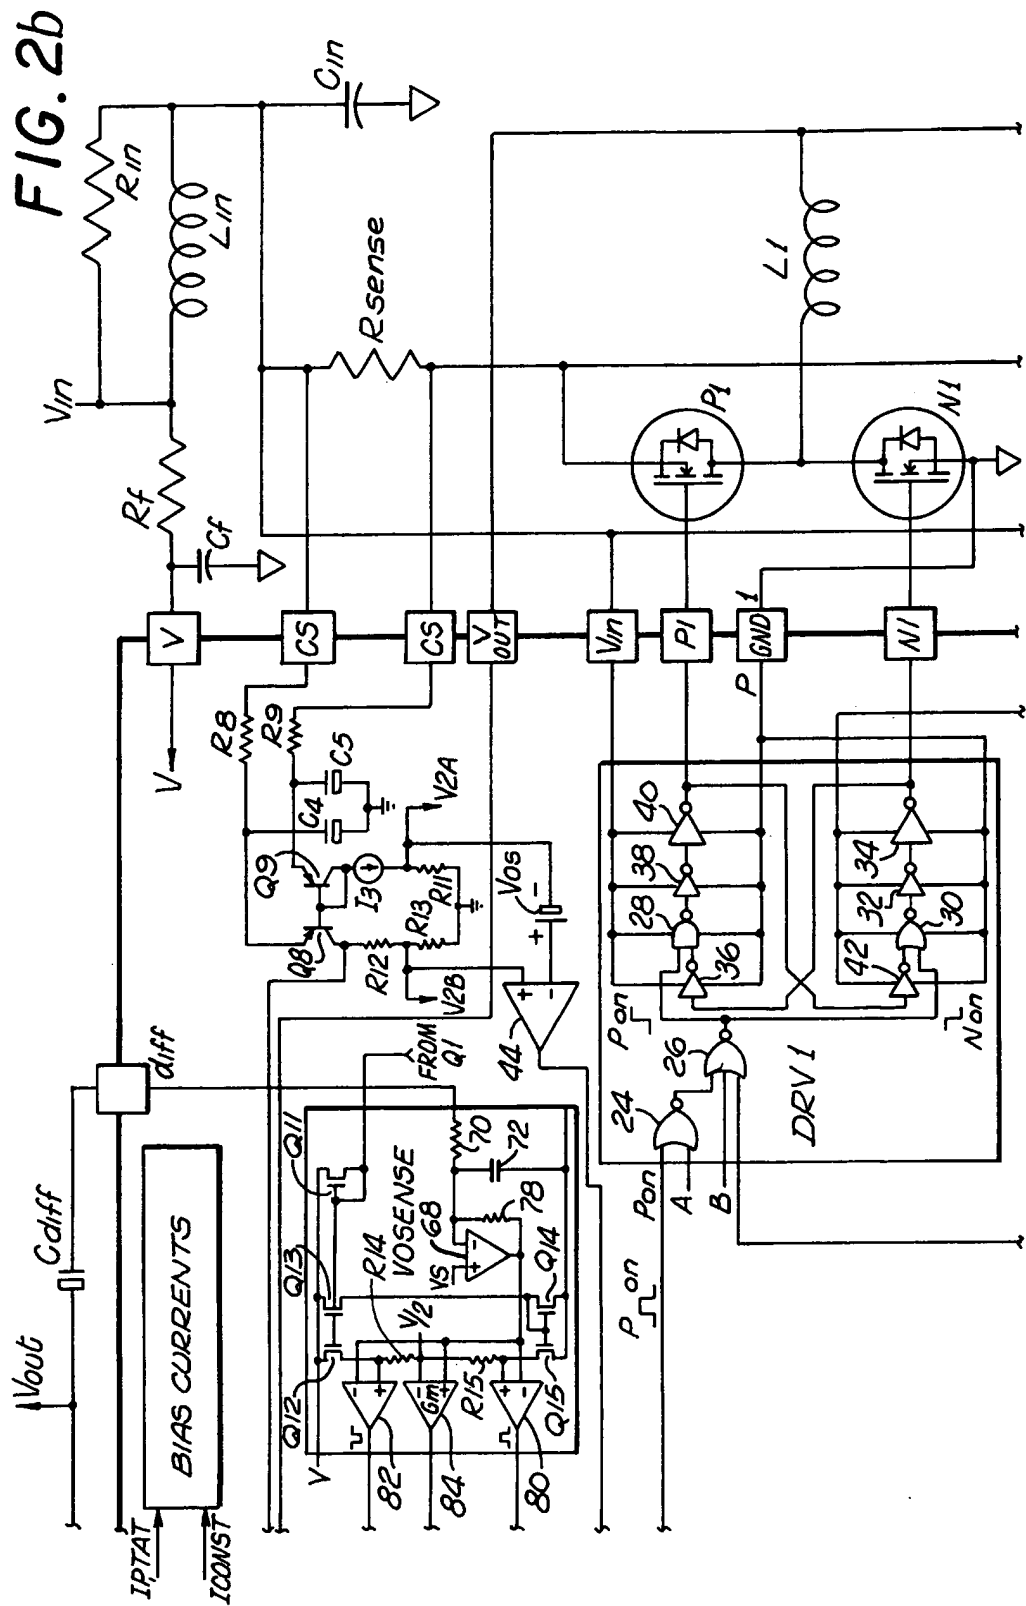 FIG. 2b
Rin
Lin
Cin
Vin
Rf
Cf
Rsense
L1
P1
N1
V
CS
CS
V OUT
Vin
P1
P GND 1
N1
V
R8
R9
C4
C5
Q9
Q8
I3
V2A
R11
R13
R12
V2B
Vos
+
-
+
-
44
diff
Cdiff
Vout
BIAS CURRENTS
IPTAT
ICONST
FROM Q1
Q11
VOSENSE
70
72
78
68
VS
+
-
Q13
R14
Q14
Q12
V/2
R15
Q15
V
-
+
82
-
Gm
+
84
+
-
80
40
38
28
36
34
32
30
42
Pon
Non
26
24
DRV 1
Pon
A
B
Pon